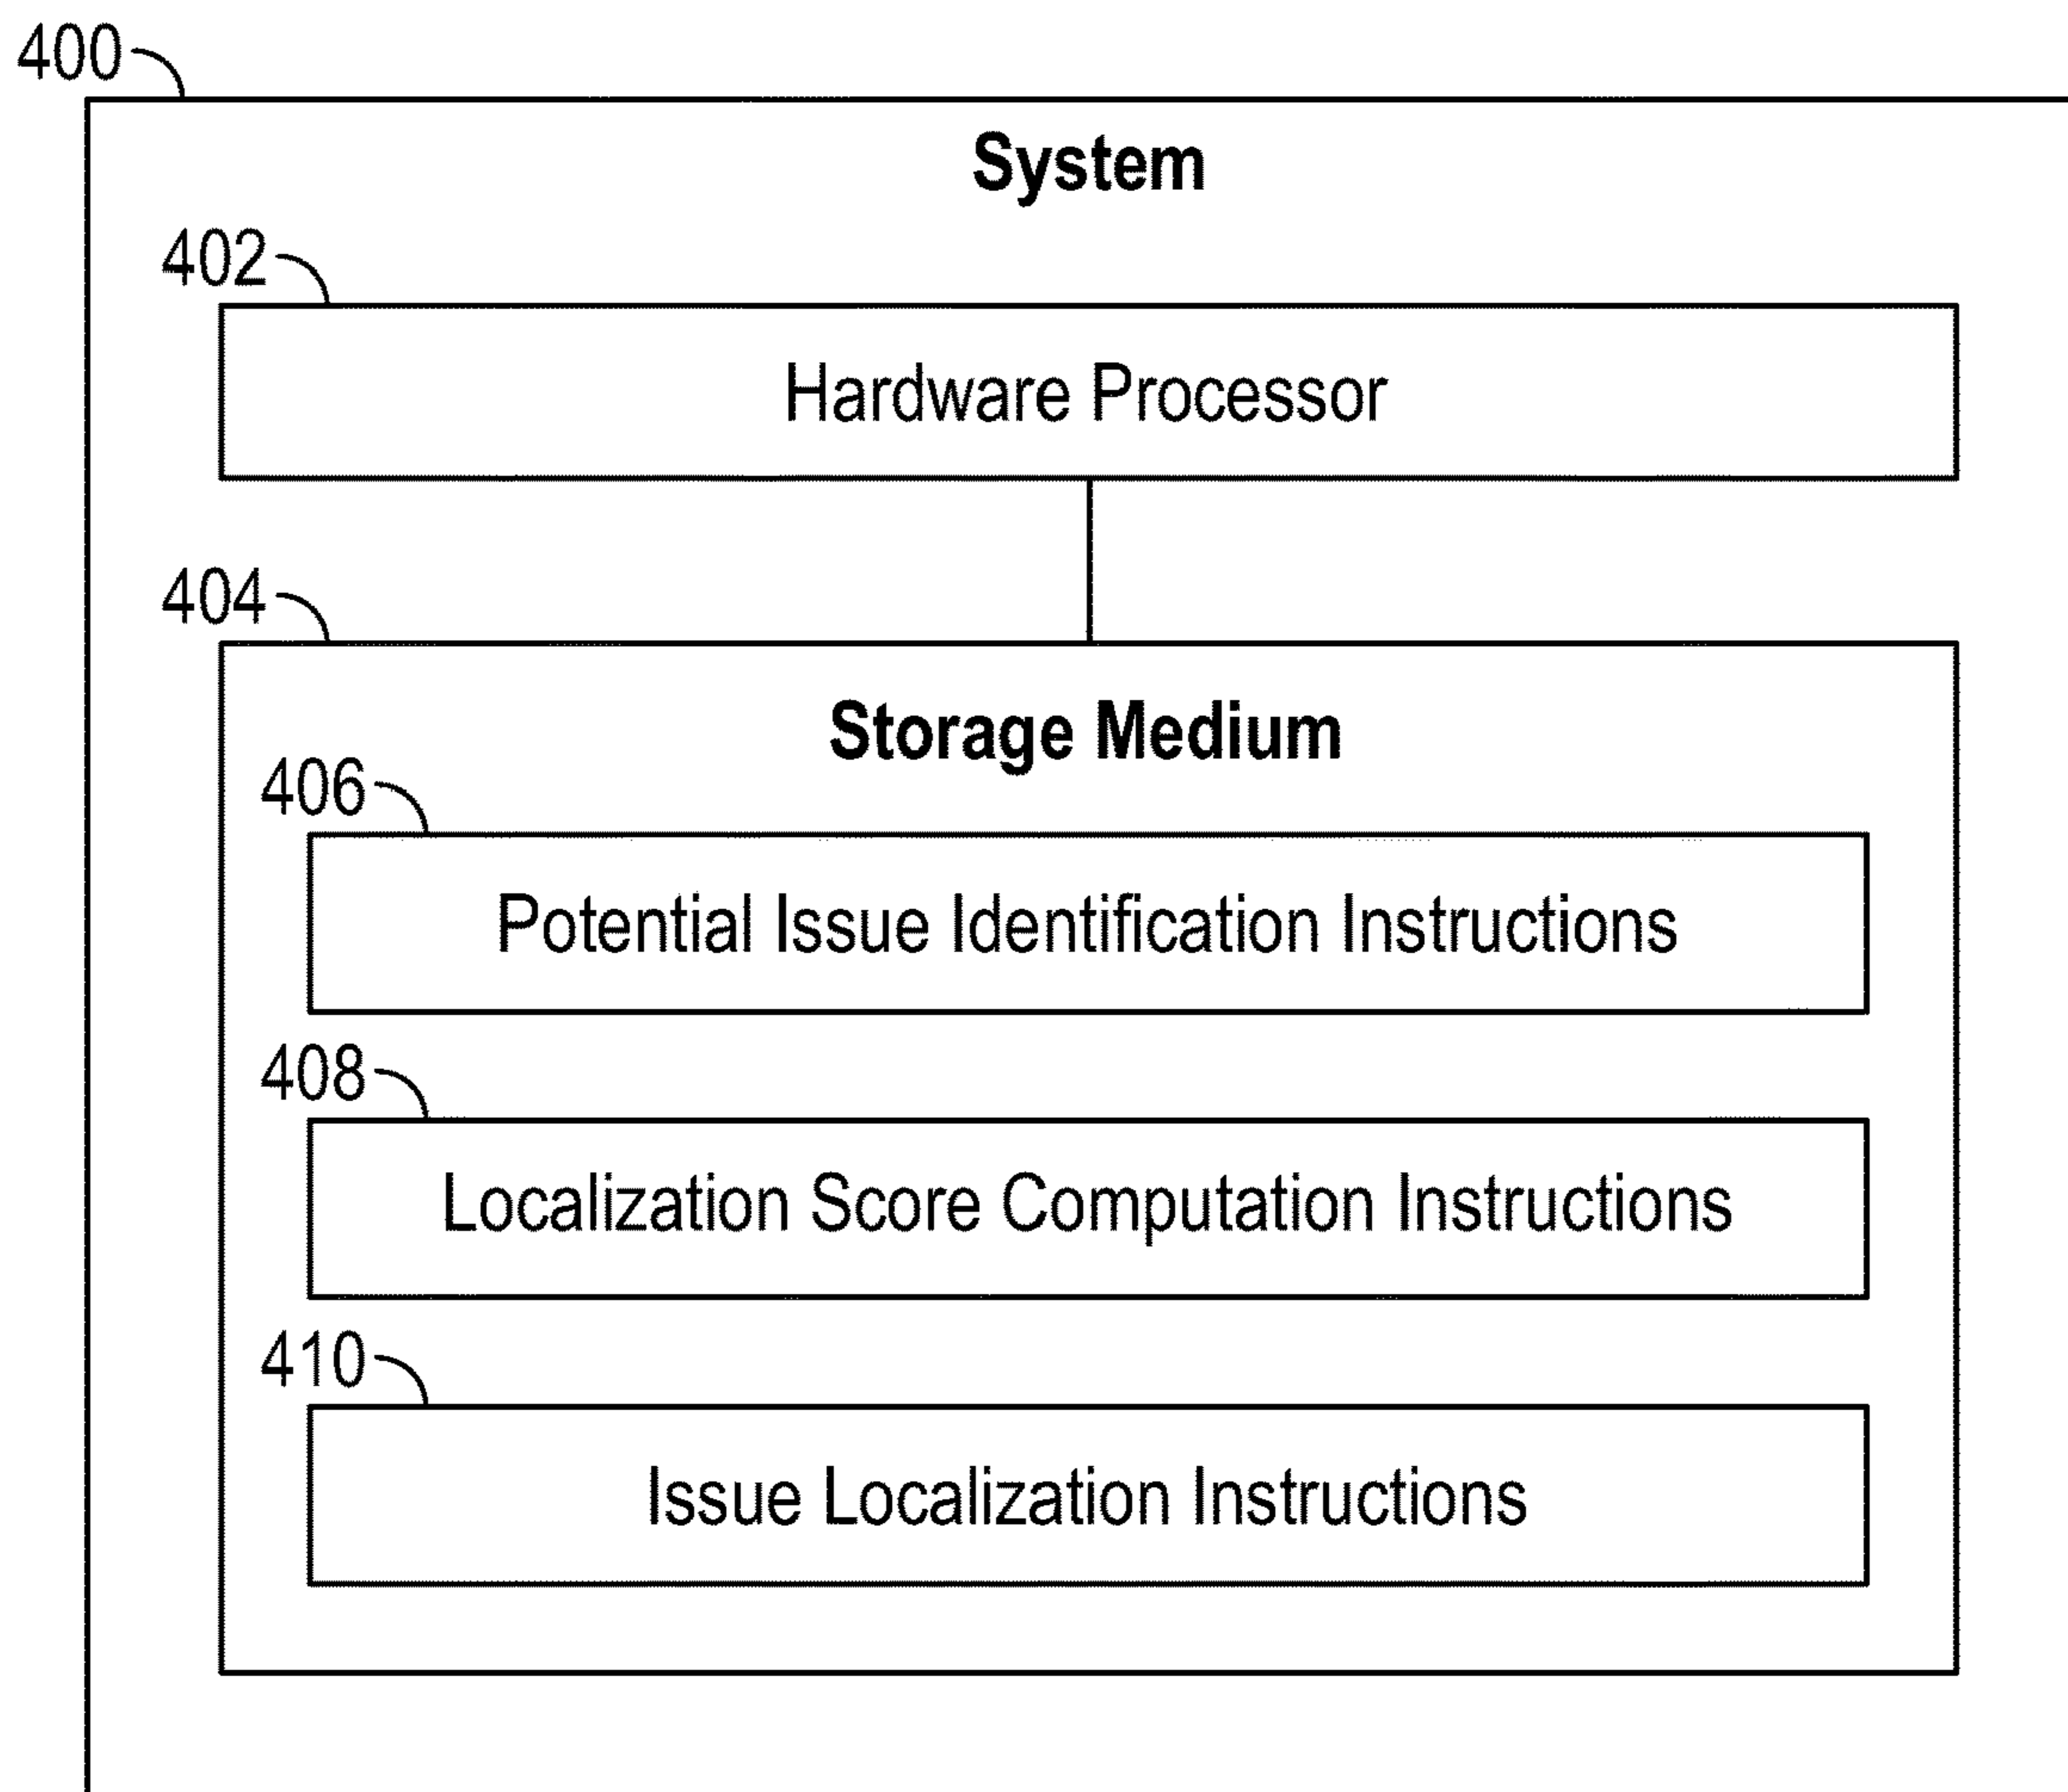 400
System
402
Hardware Processor
404
Storage Medium
406
Potential Issue Identification Instructions
408
Localization Score Computation Instructions
410
Issue Localization Instructions